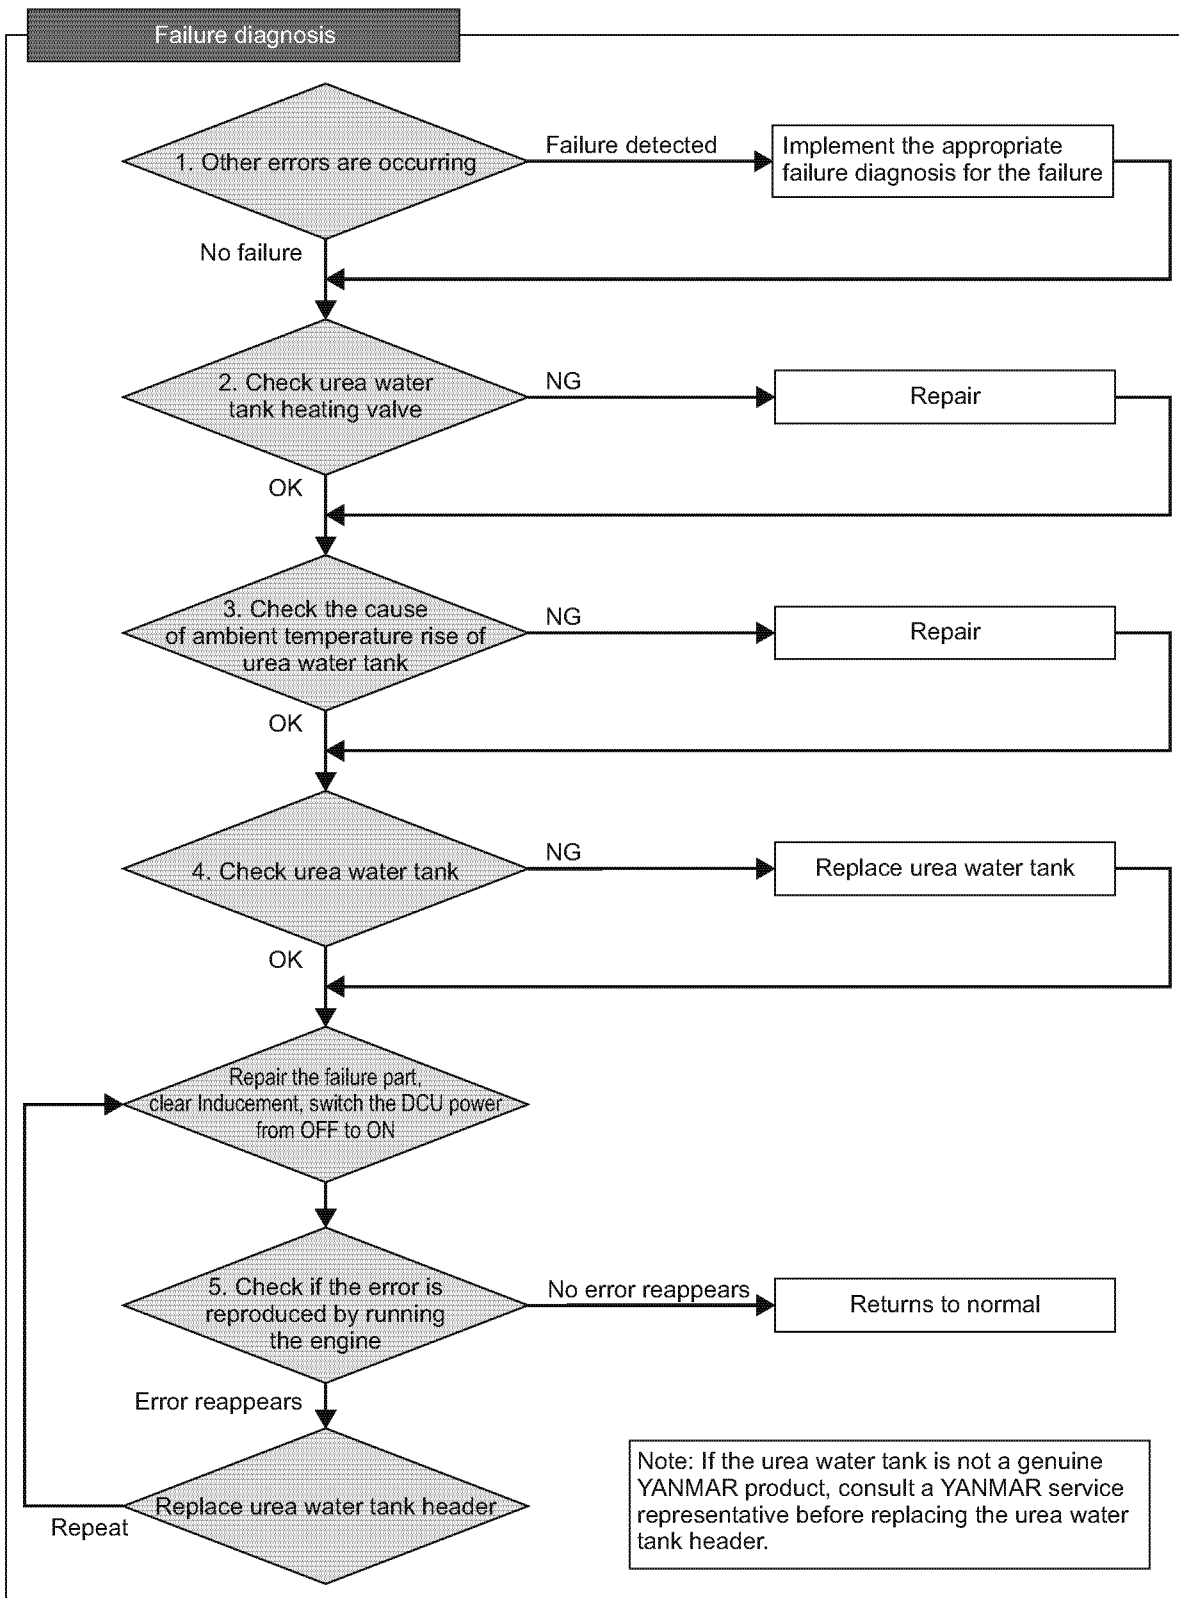 Failure diagnosis
1. Other errors are occurring
Failure detected
Implement the appropriate
failure diagnosis for the failure
No failure
2. Check urea water
tank heating valve
NG
Repair
OK
3. Check the cause
of ambient temperature rise of
urea water tank
NG
Repair
OK
4. Check urea water tank
NG
Replace urea water tank
OK
Repair the failure part,
clear Inducement, switch the DCU power
from OFF to ON
5. Check if the error is
reproduced by running
the engine
No error reappears
Returns to normal
Error reappears
Replace urea water tank header
Repeat
Note: If the urea water tank is not a genuine
YANMAR product, consult a YANMAR service
representative before replacing the urea water
tank header.